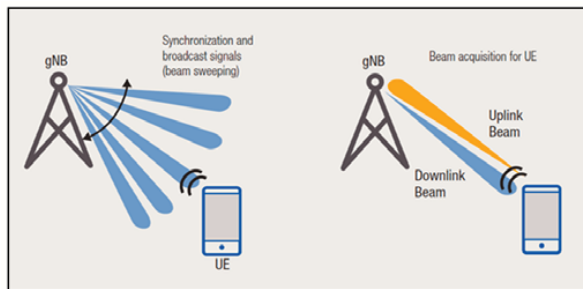 gNB
Synchronization and
broadcast signals
(beam sweeping)
UE
gNB
Beam acquisition for UE
Uplink
Beam
Downlink
Beam